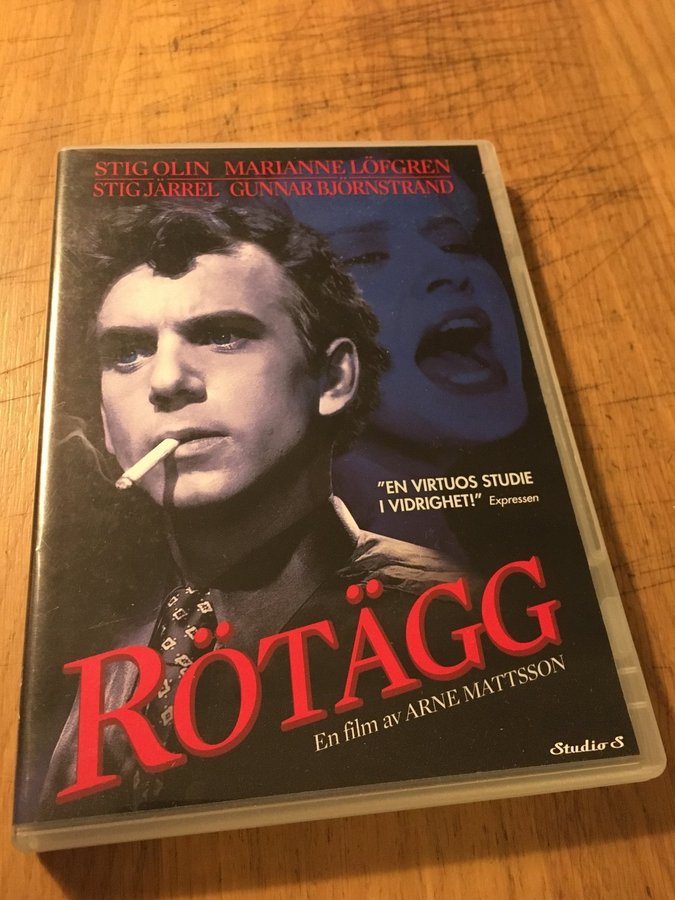 STIG OLIN MARIANNE LÖFGREN
STIG JÄRREL GUNNAR BJÖRNSTRAND
"EN VIRTUOS STUDIE
I VIDRIGHET!" Expressen
RÖTÄGG
En film av ARNE MATTSSON
Studio S